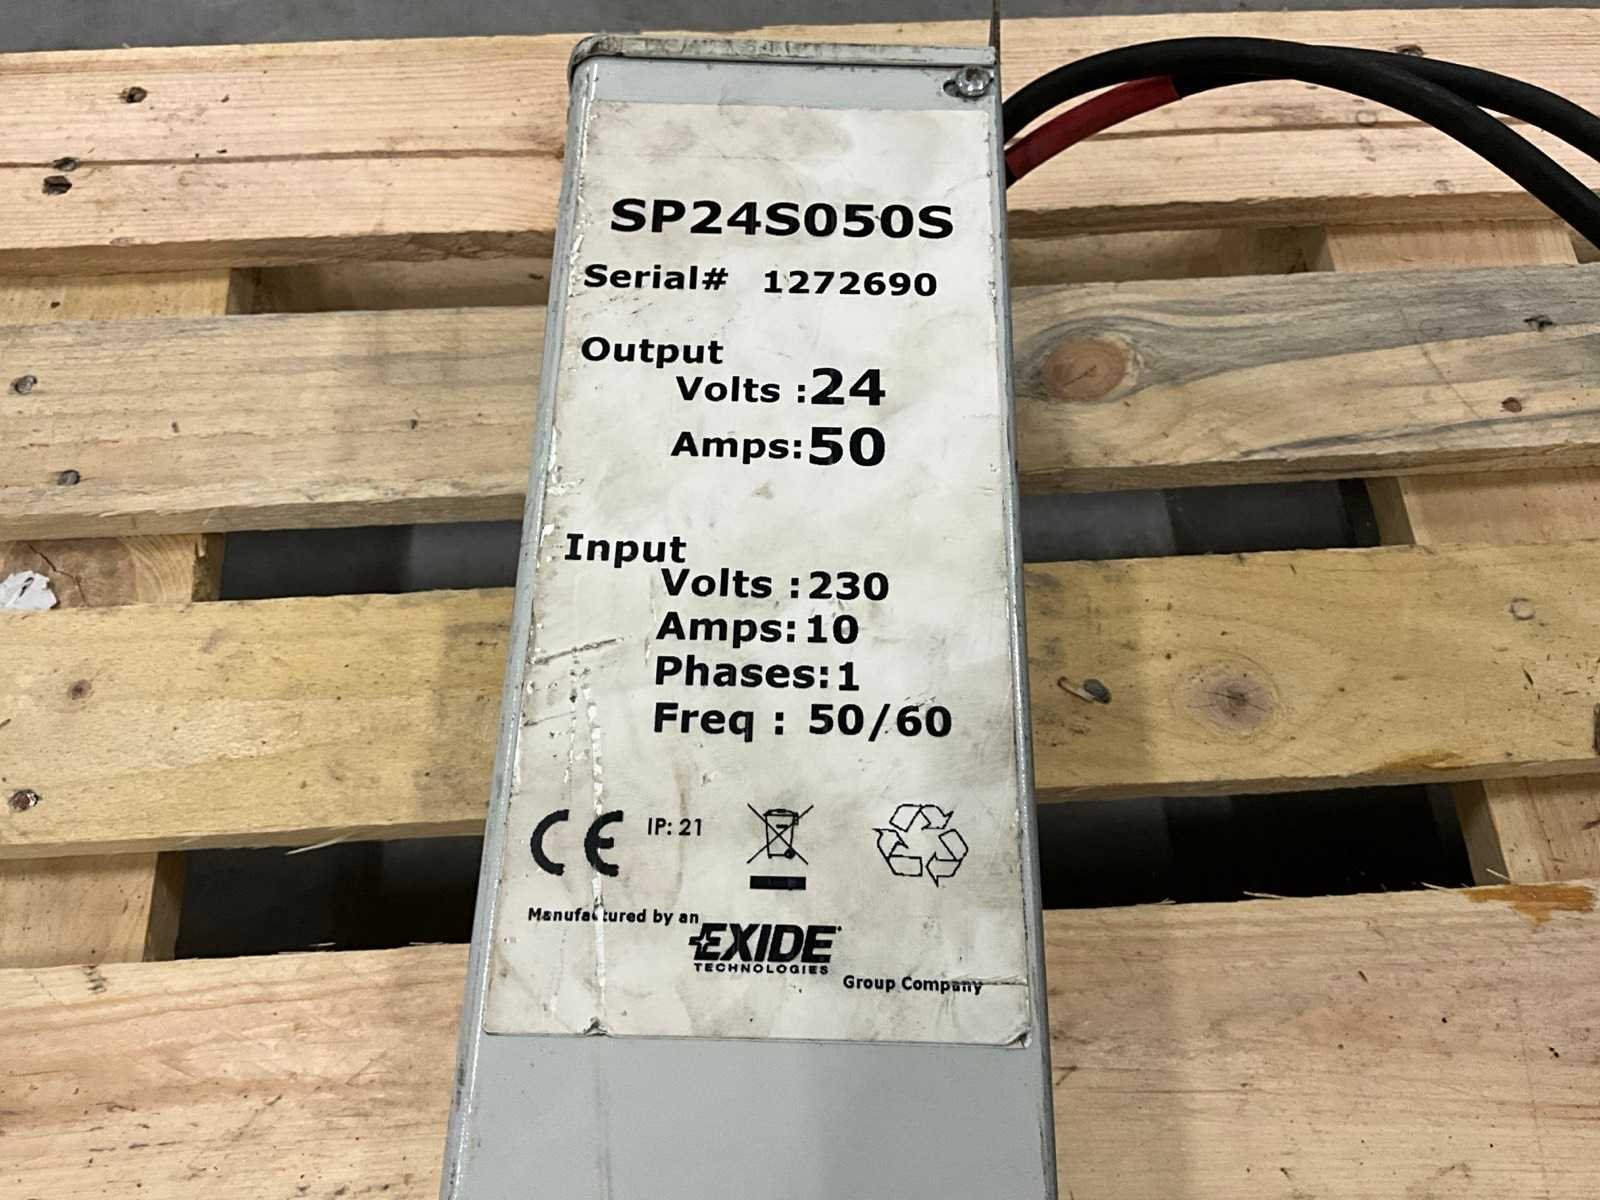 SP24S050S
Serial# 1272690
Output
Volts :24
Amps:50
Input
Volts :230
Amps:10
Phases:1
Freq : 50/60
CE IP: 21
Manufactured by an
EXIDE
TECHNOLOGIES
Group Company